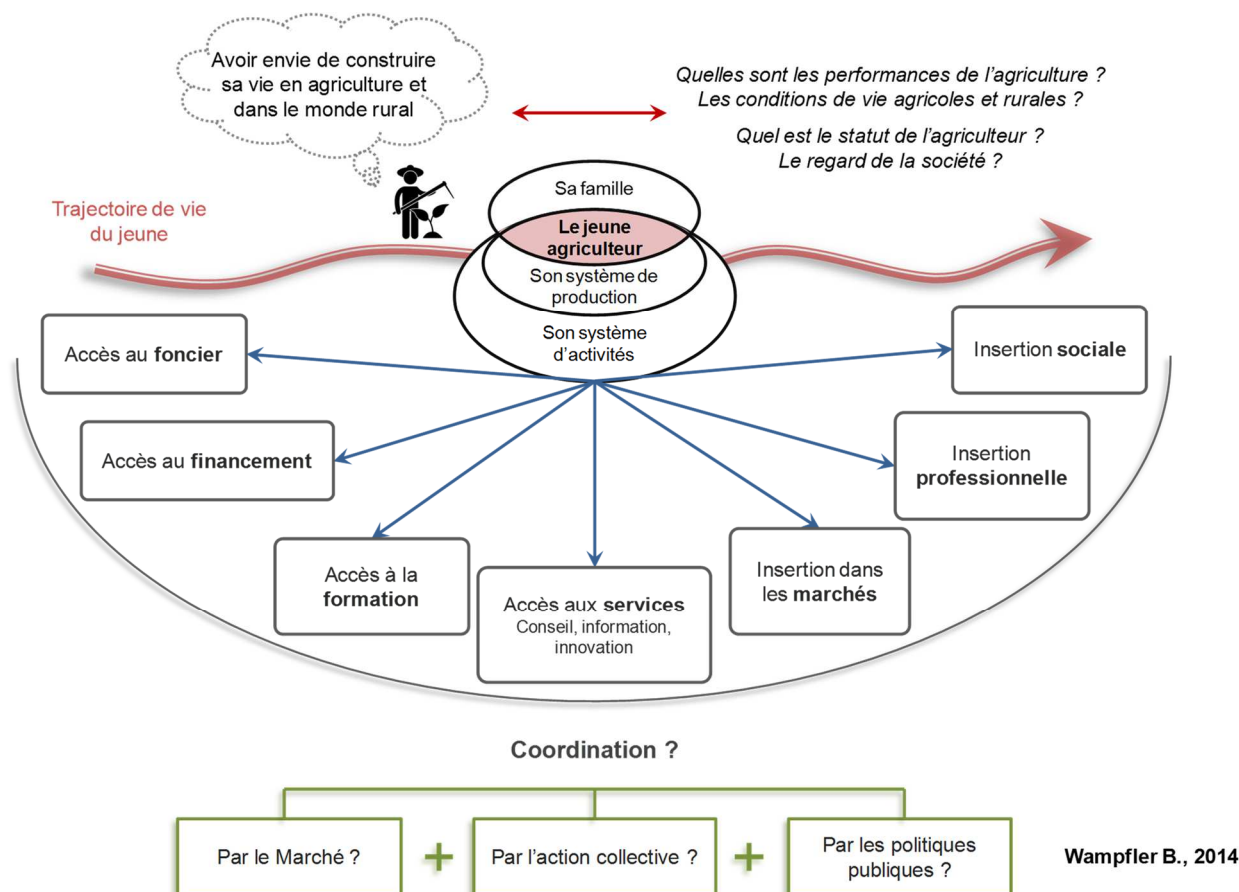 Avoir envie de construire
sa vie en agriculture et
dans le monde rural
Quelles sont les performances de l’agriculture ?
Les conditions de vie agricoles et rurales ?
Quel est le statut de l’agriculteur ?
Le regard de la société ?
Trajectoire de vie
du jeune
Sa famille
Le jeune
agriculteur
Son système de
production
Son système
d’activités
Accès au foncier
Insertion sociale
Accès au financement
Insertion
professionnelle
Accès à la
formation
Accès aux services
Conseil, information,
innovation
Insertion dans
les marchés
Coordination ?
Par le Marché ?
+
Par l’action collective ?
+
Par les politiques
publiques ?
Wampfler B., 2014